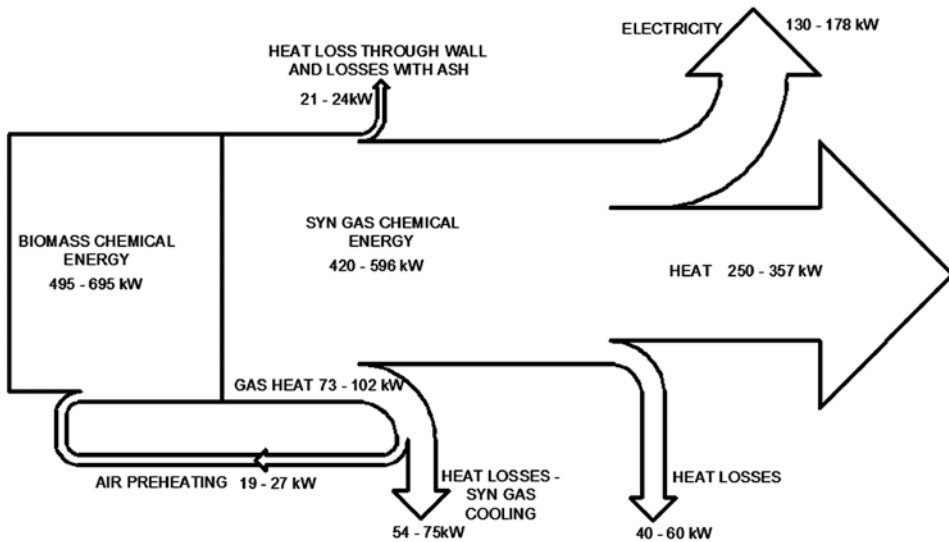 ELECTRICITY
130 - 178 kW
HEAT LOSS THROUGH WALL
AND LOSSES WITH ASH
21 - 24kW
BIOMASS CHEMICAL
ENERGY
495 - 695 kW
SYN GAS CHEMICAL
ENERGY
420 - 596 kW
HEAT 250 - 357 kW
GAS HEAT 73 - 102 kW
AIR PREHEATING 19 - 27 kW
HEAT LOSSES -
SYN GAS
COOLING
54 - 75kW
HEAT LOSSES
40 - 60 kW